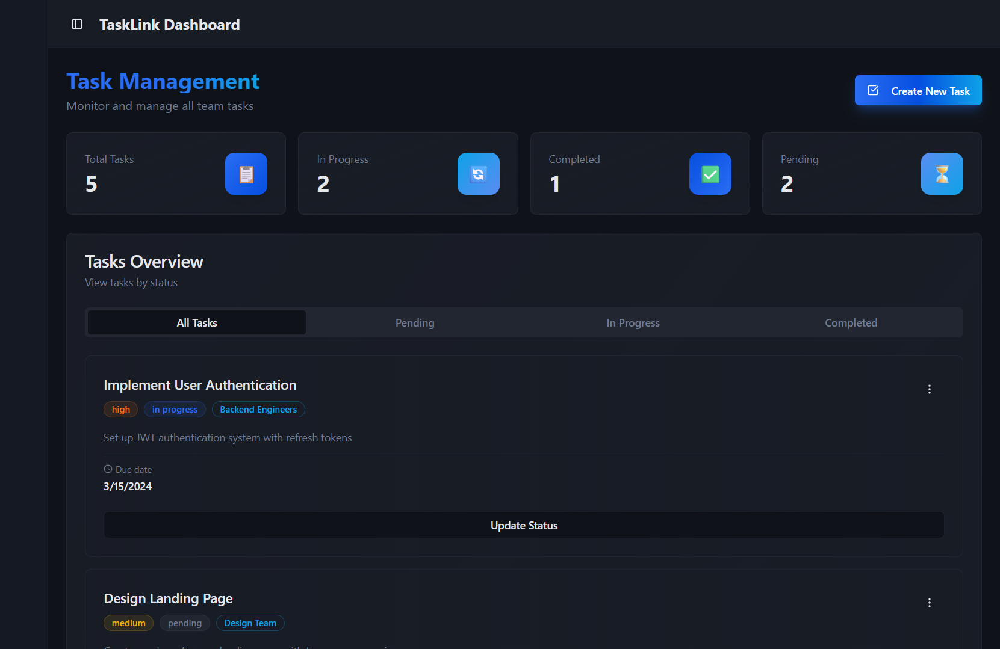 TaskLink Dashboard
Task Management
Monitor and manage all team tasks
Create New Task
Total Tasks
5
In Progress
2
Completed
1
Pending
2
Tasks Overview
View tasks by status
All Tasks
Pending
In Progress
Completed
Implement User Authentication
high
in progress
Backend Engineers
Set up JWT authentication system with refresh tokens
Due date
3/15/2024
Update Status
Design Landing Page
medium
pending
Design Team